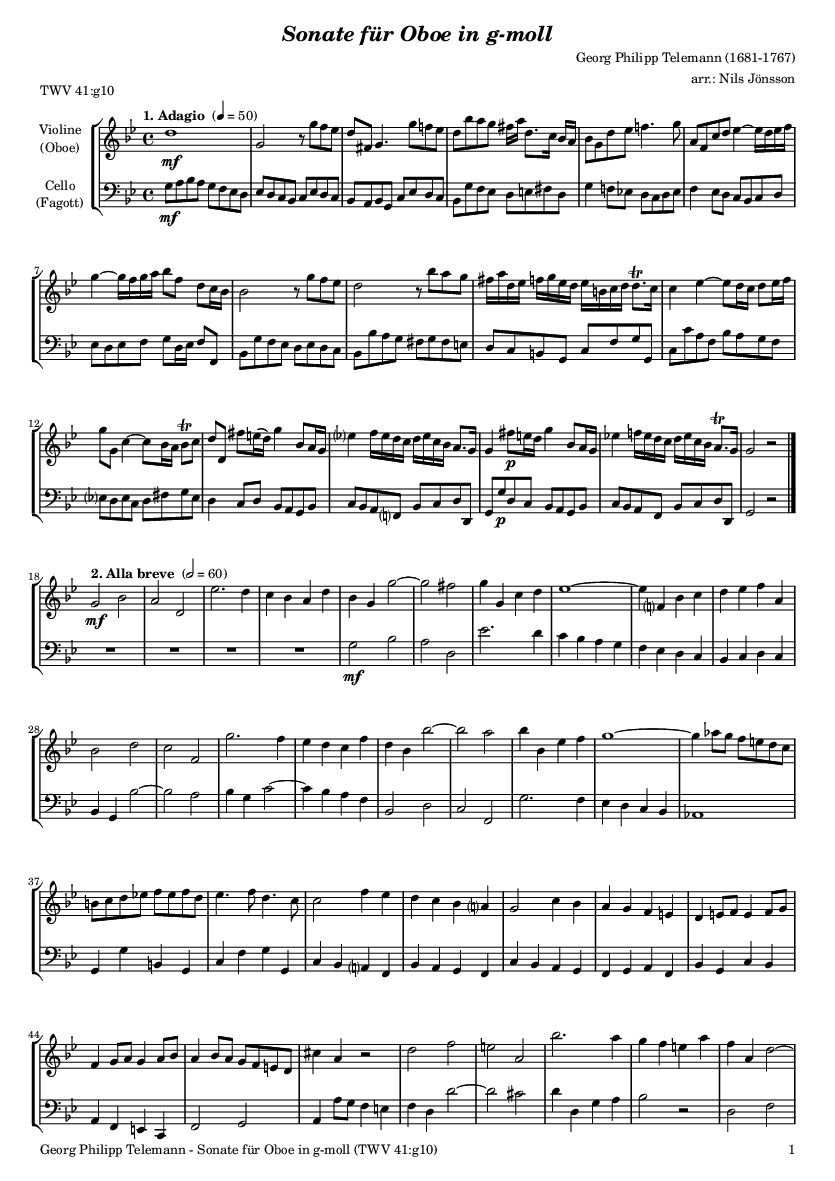 Sonate für Oboe in g-moll
Georg Philipp Telemann (1681-1767)
arr.: Nils Jönsson
TWV 41:g10
1. Adagio (♩ = 50)
Violine
(Oboe)
mf
Cello
(Fagott)
mf
7
tr
12
tr
p
tr
p
18
2. Alla breve (𝅗𝅥 = 60)
mf
mf
28
37
44
Georg Philipp Telemann - Sonate für Oboe in g-moll (TWV 41:g10)
1